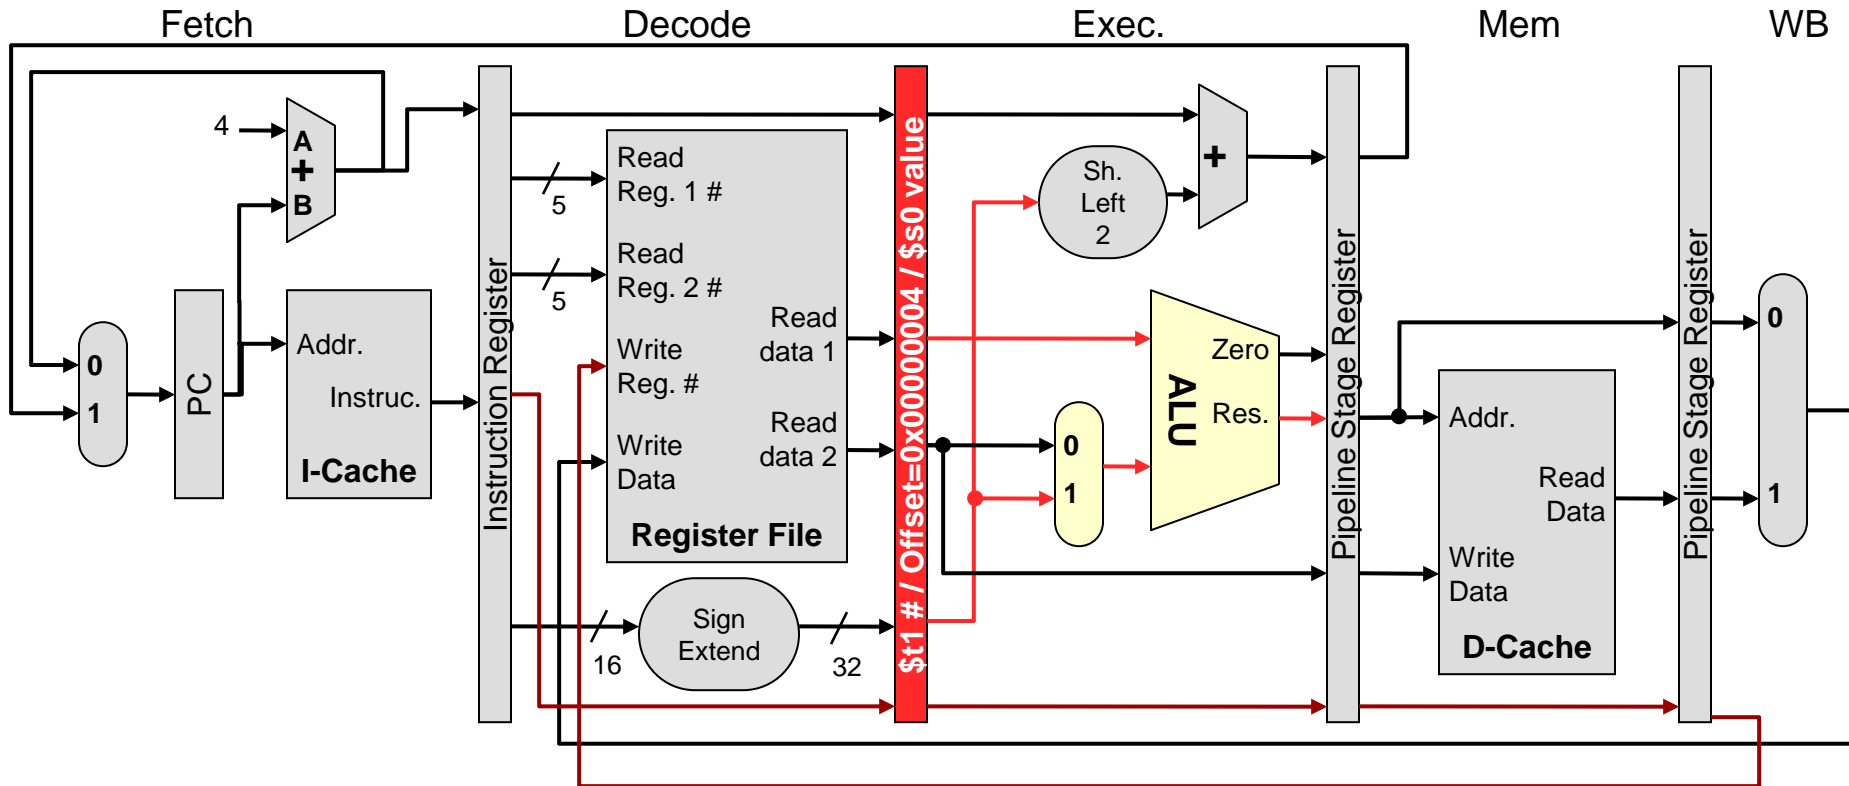 Fetch
Decode
Exec.
Mem
WB
4
A
+
B
0
1
PC
Addr.
Instruc.
I-Cache
Instruction Register
5
5
16
32
Read
Reg. 1 #
Read
Reg. 2 #
Write
Reg. #
Write
Data
Read
data 1
Read
data 2
Register File
Sign
Extend
$t1 # / Offset=0x00000004 / $s0 value
Sh.
Left
2
+
0
1
ALU
Zero
Res.
Pipeline Stage Register
Addr.
Read
Data
Write
Data
D-Cache
Pipeline Stage Register
0
1